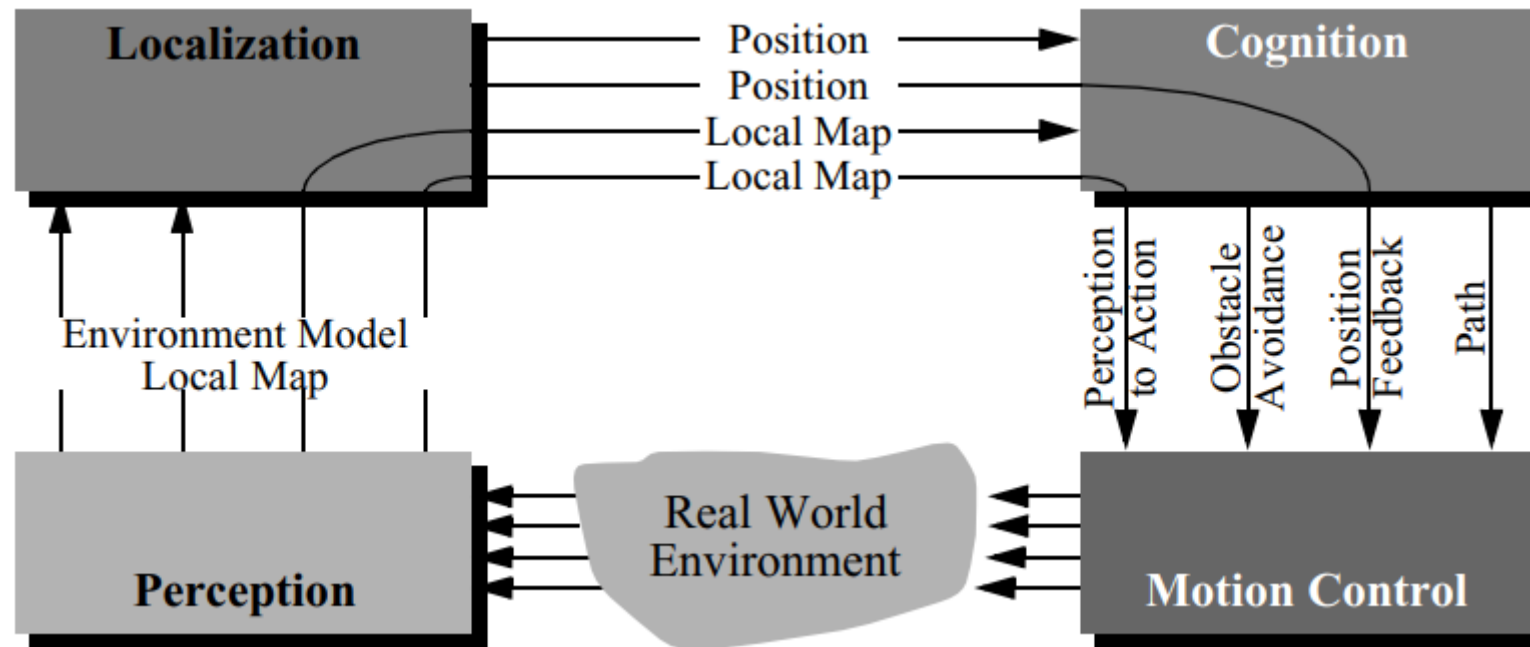 Localization
Position
Position
Local Map
Local Map
Cognition
Environment Model
Local Map
Perception
to Action
Obstacle
Avoidance
Position
Feedback
Path
Perception
Real World
Environment
Motion Control